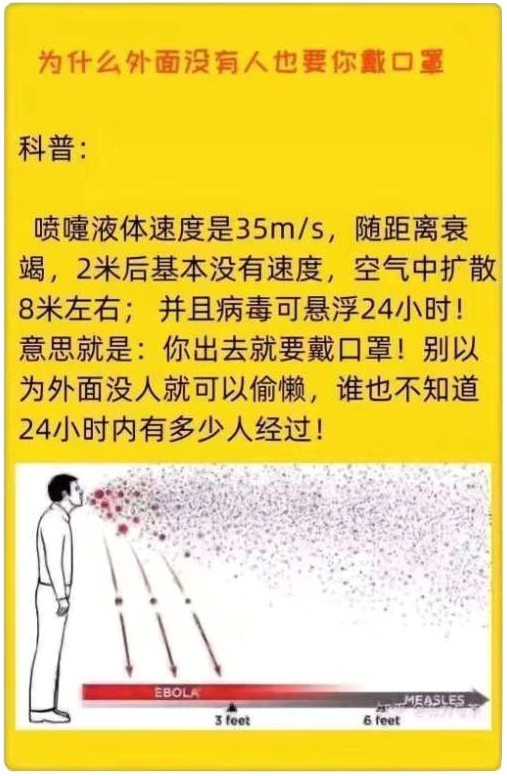 为什么外面没有人也要你戴口罩
科普：
喷嚏液体速度是35m/s，随距离衰
竭，2米后基本没有速度，空气中扩散
8米左右； 并且病毒可悬浮24小时！
意思就是：你出去就要戴口罩！别以
为外面没人就可以偷懒，谁也不知道
24小时内有多少人经过！
EBOLA
MEASLES
3 feet
6 feet